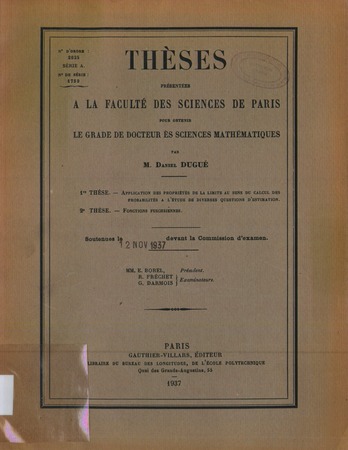 N° D'ORDRE :
SÉRIE A.
N° DE SÉRIE :
THÈSES
PRÉSENTÉES
A LA FACULTÉ DES SCIENCES DE PARIS
POUR OBTENIR
LE GRADE DE DOCTEUR ÈS SCIENCES MATHÉMATIQUES
PAR
M. DANIEL DUGUÉ
1re THÈSE. — APPLICATION DES PROPRIÉTÉS DE LA LIMITE AU SENS DU CALCUL DES
PROBABILITÉS A L'ÉTUDE DE DIVERSES QUESTIONS D'ESTIMATION.
2e THÈSE. — FONCTIONS FUCHSIENNES.
Soutenues le 12 NOV 1937 devant la Commission d'examen.
MM. E. BOREL, Président.
R. FRÉCHET
G. DARMOIS } Examinateurs.
PARIS
GAUTHIER-VILLARS, ÉDITEUR
LIBRAIRE DU BUREAU DES LONGITUDES, DE L'ÉCOLE POLYTECHNIQUE
Quai des Grands-Augustins, 55
1937